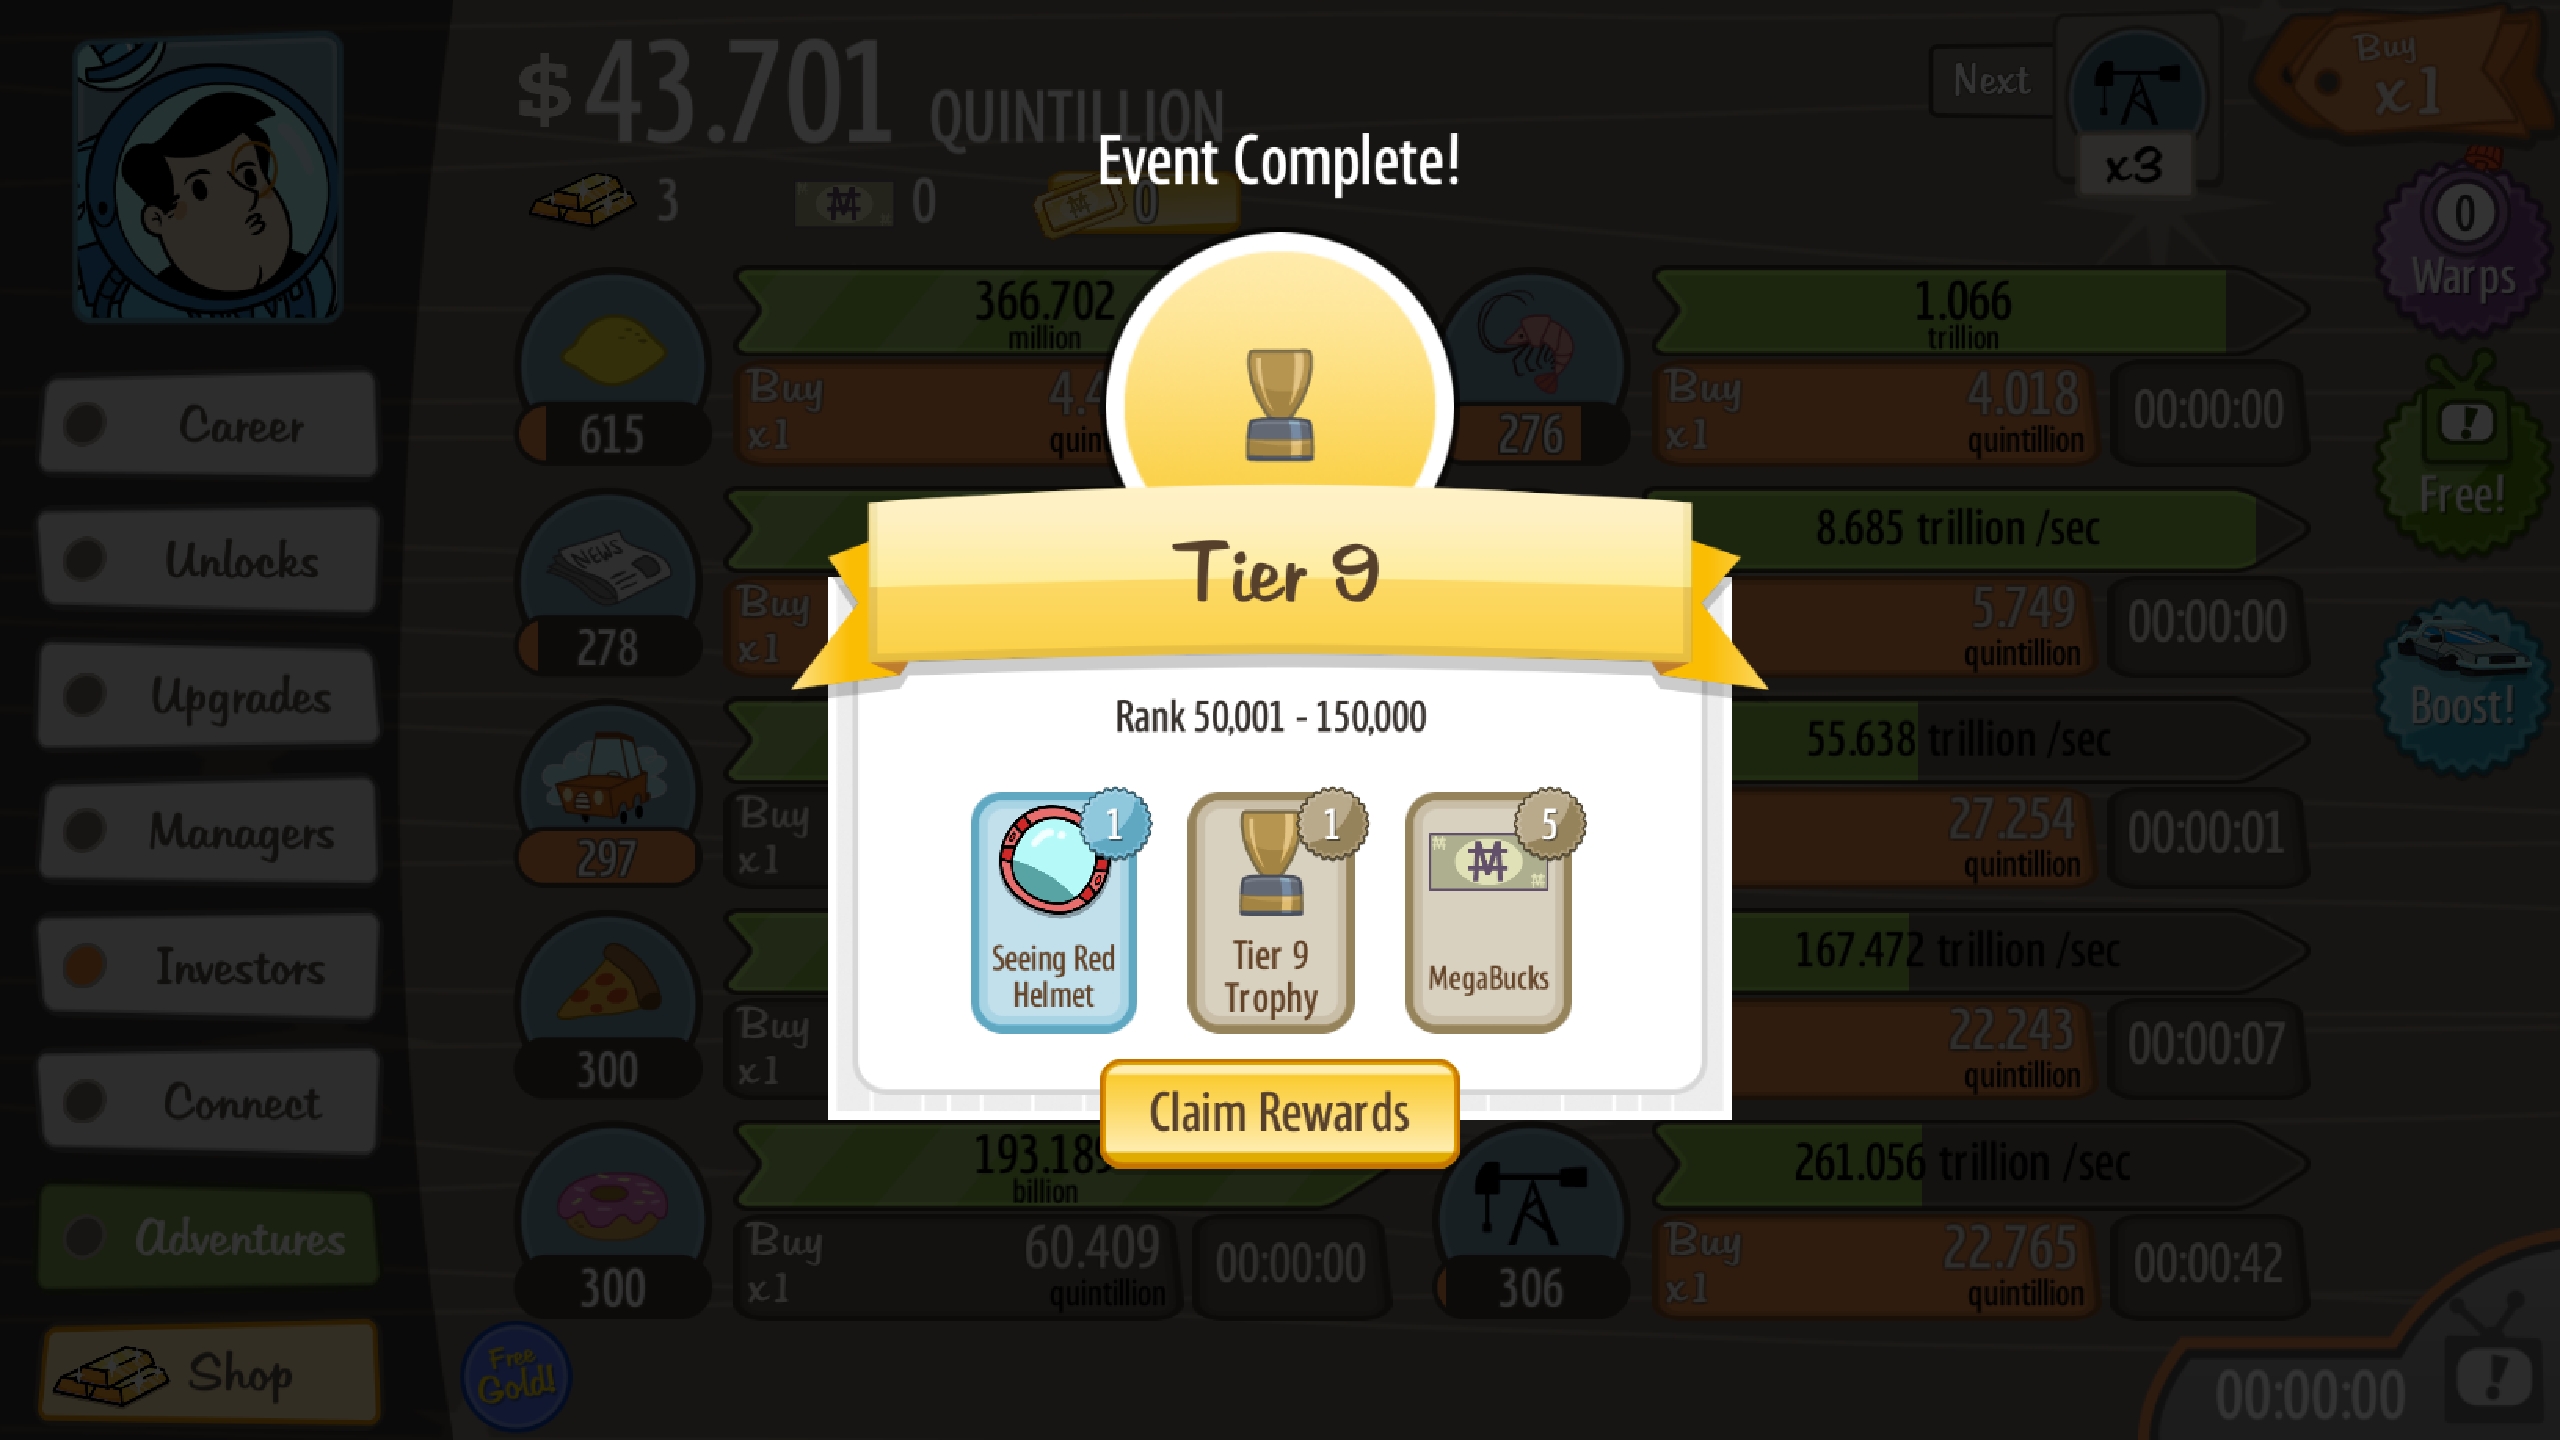 $43.701 QUINTILLION
3
0
0
Next
x3
Buy
x1
Event Complete!
0
Warps
Free!
Boost!
Career
Unlocks
Upgrades
Managers
Investors
Connect
Adventures
Shop
Free
Gold!
366.702
million
Buy
x1
4.4
quin
615
NEWS
278
Buy
x1
297
Buy
x1
300
Buy
x1
193.189
billion
Buy
x1
60.409
quintillion
00:00:00
300
1.066
trillion
Buy
x1
4.018
quintillion
00:00:00
276
8.685 trillion /sec
5.749
quintillion
00:00:00
55.638 trillion /sec
27.254
quintillion
00:00:01
167.472 trillion /sec
22.243
quintillion
00:00:07
261.056 trillion /sec
Buy
x1
22.765
quintillion
00:00:42
306
Tier 9
Rank 50,001 - 150,000
1
Seeing Red
Helmet
1
Tier 9
Trophy
5
MegaBucks
Claim Rewards
00:00:00